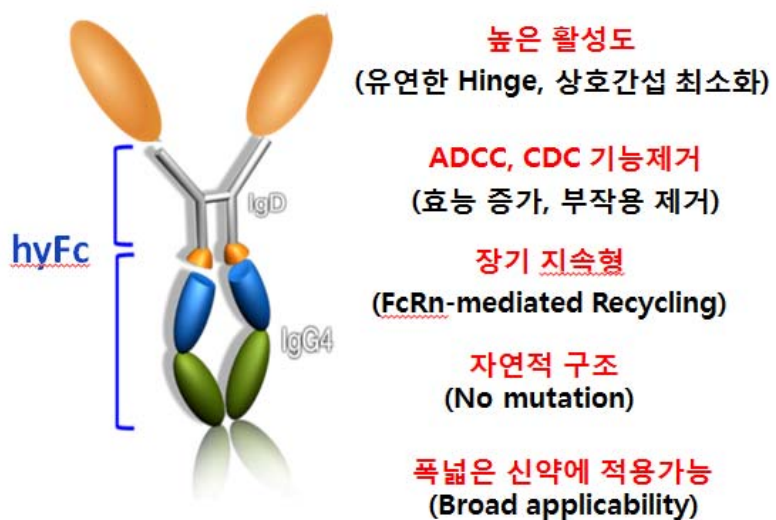 높은 활성도
(유연한 Hinge, 상호간섭 최소화)
ADCC, CDC 기능제거
(효능 증가, 부작용 제거)
IgD
hyFc
장기 지속형
(FcRn-mediated Recycling)
IgG4
자연적 구조
(No mutation)
폭넓은 신약에 적용가능
(Broad applicability)